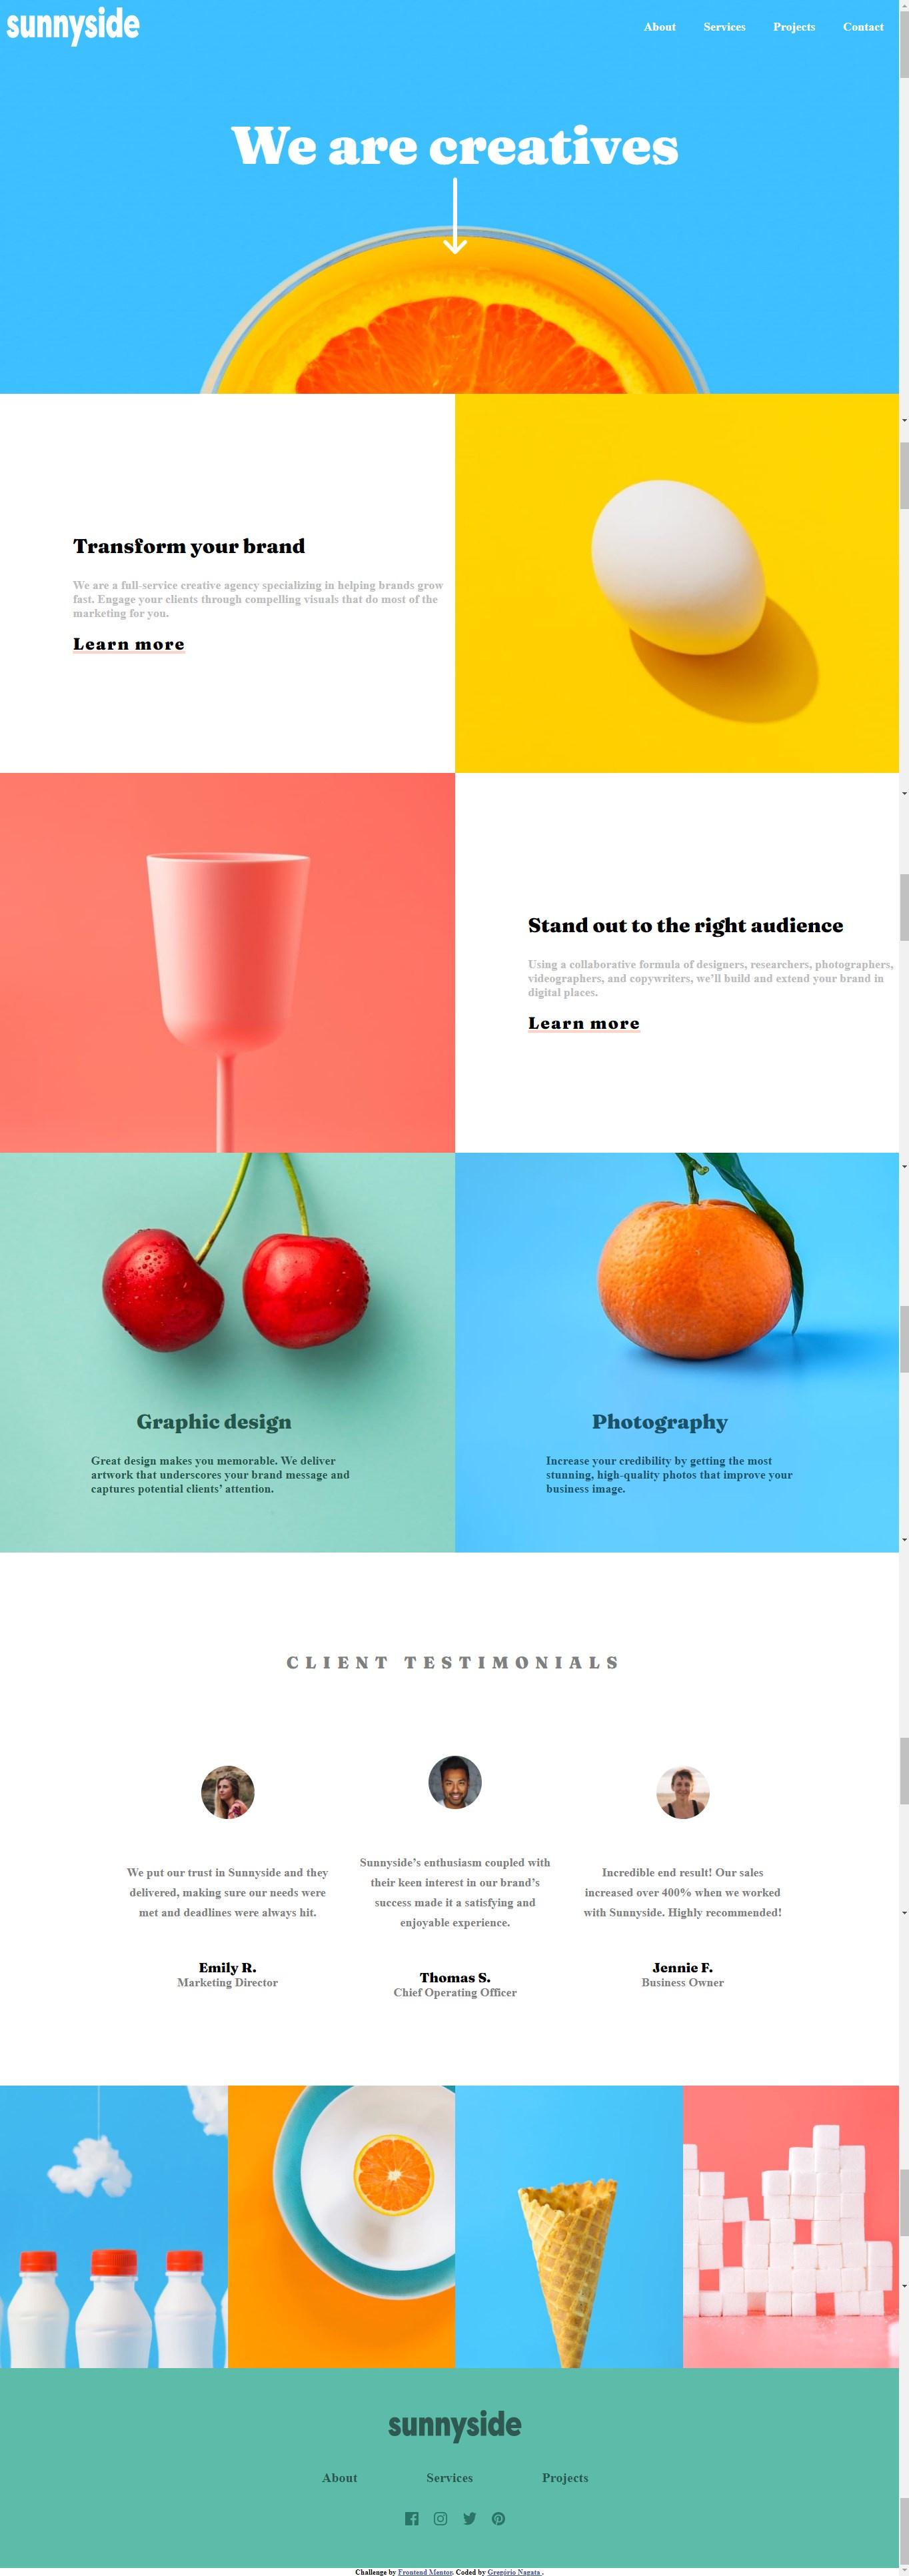 sunnyside
About Services Projects Contact
We are creatives
Transform your brand
We are a full-service creative agency specializing in helping brands grow
fast. Engage your clients through compelling visuals that do most of the
marketing for you.
Learn more
Stand out to the right audience
Using a collaborative formula of designers, researchers, photographers,
videographers, and copywriters, we’ll build and extend your brand in
digital places.
Learn more
Graphic design
Great design makes you memorable. We deliver
artwork that underscores your brand message and
captures potential clients’ attention.
Photography
Increase your credibility by getting the most
stunning, high-quality photos that improve your
business image.
CLIENT TESTIMONIALS
We put our trust in Sunnyside and they
delivered, making sure our needs were
met and deadlines were always hit.
Emily R.
Marketing Director
Sunnyside’s enthusiasm coupled with
their keen interest in our brand’s
success made it a satisfying and
enjoyable experience.
Thomas S.
Chief Operating Officer
Incredible end result! Our sales
increased over 400% when we worked
with Sunnyside. Highly recommended!
Jennie F.
Business Owner
sunnyside
About Services Projects
Challenge by Frontend Mentor. Coded by Gregório Nagata .